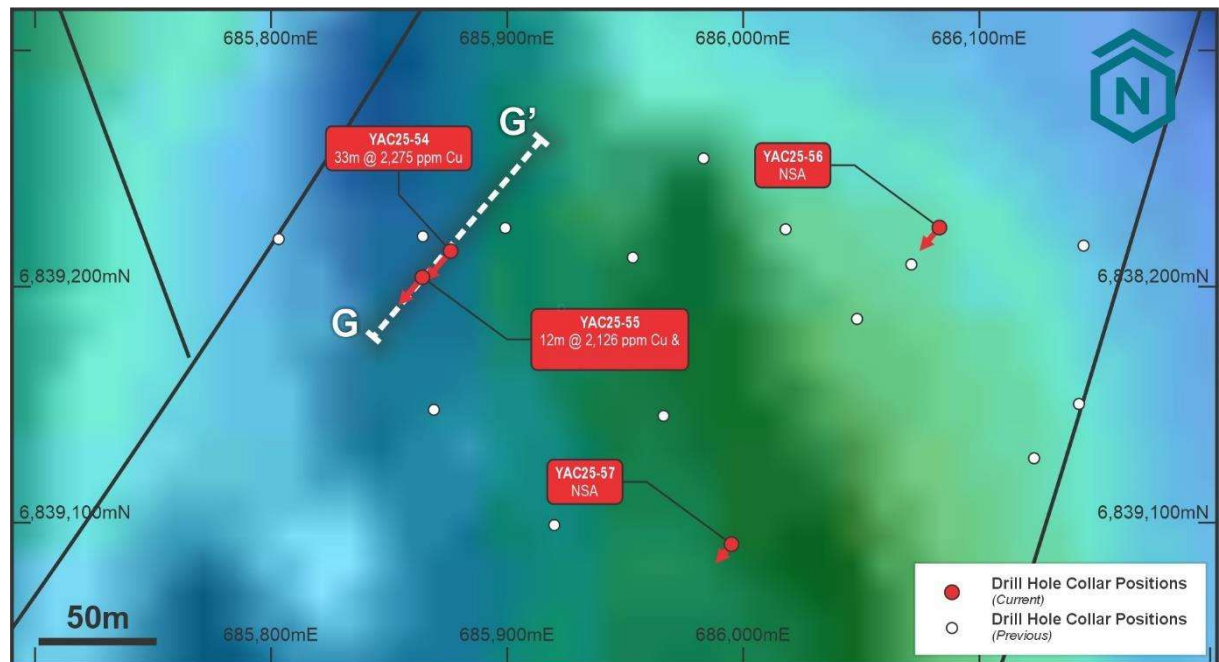 685,800mE
685,900mE
686,000mE
686,100mE
N
G'
YAC25-54
33m @ 2,275 ppm Cu
YAC25-56
NSA
6,839,200mN
6,838,200mN
G
YAC25-55
12m @ 2,126 ppm Cu &
YAC25-57
NSA
6,839,100mN
6,839,100mN
Drill Hole Collar Positions
(Current)
Drill Hole Collar Positions
(Previous)
50m
685,800mE
685,900mE
686,000mE